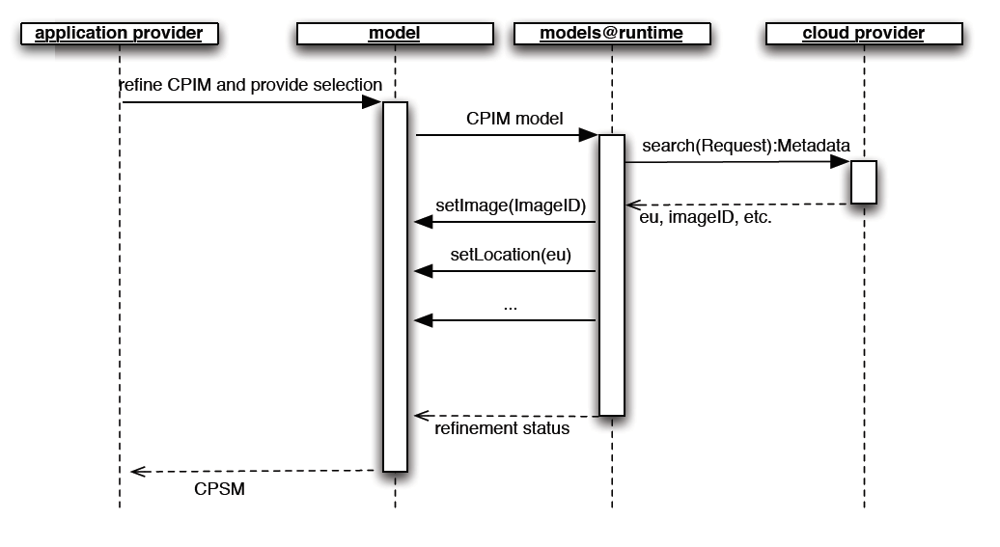 application provider
model
models@runtime
cloud provider
refine CPIM and provide selection
CPIM model
search(Request):Metadata
setImage(ImageID)
eu, imageID, etc.
setLocation(eu)
...
refinement status
CPSM